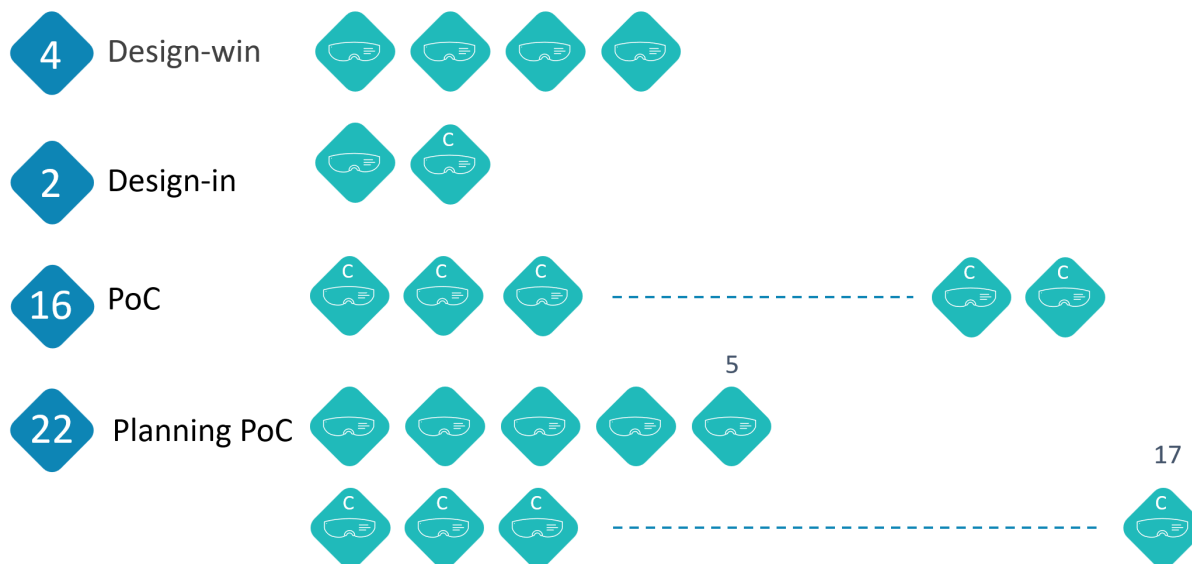 4 Design-win
C
2 Design-in
C C C C C
16 PoC
5
22 Planning PoC
17
C C C C